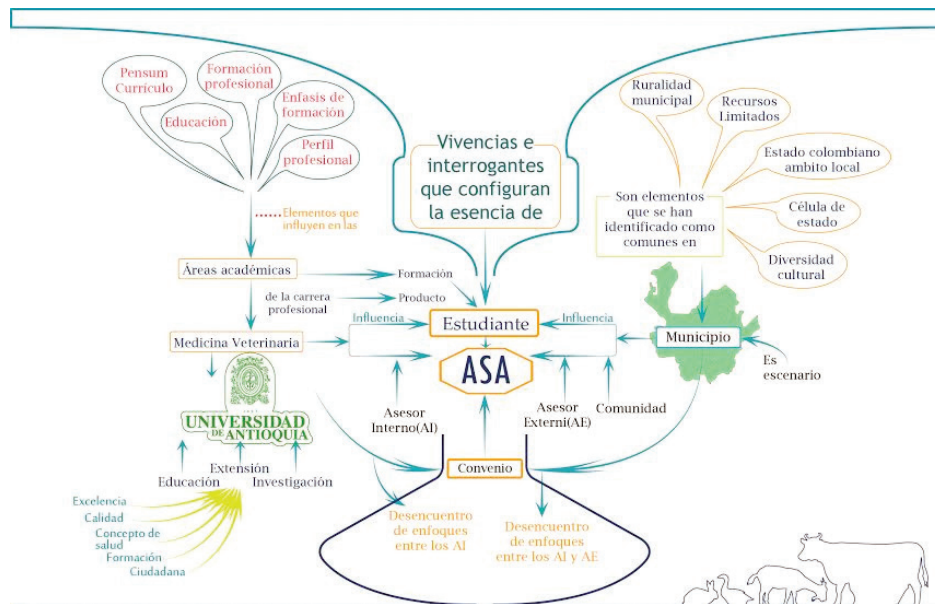 Pensum
Currículo
Formación
profesional
Educación
Enfasis de
formación
Perfil
profesional
Elementos que
influyen en las
Áreas académicas
Formación
de la carrera
profesional
Producto
Medicina Veterinaria
UNIVERSIDAD
DE ANTIOQUIA
Educación
Extensión
Investigación
Excelencia
Calidad
Concepto de
salud
Formación
Ciudadana
Vivencias e
interrogantes
que configuran
la esencia de
Influencia
Estudiante
Influencia
ASA
Asesor
Interno(AI)
Asesor
Externi(AE)
Comunidad
Convenio
Desencuentro
de enfoques
entre los AI
Desencuentro
de enfoques
entre los AI y AE
Ruralidad
municipal
Recursos
Limitados
Estado colombiano
ambito local
Célula de
estado
Diversidad
cultural
Son elementos
que se han
identificado como
comunes en
Municipio
Es
escenario